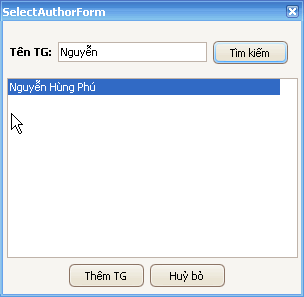 SelectAuthorForm
Tên TG: Nguyễn Tìm kiếm
Nguyễn Hùng Phú
Thêm TG Huỷ bỏ